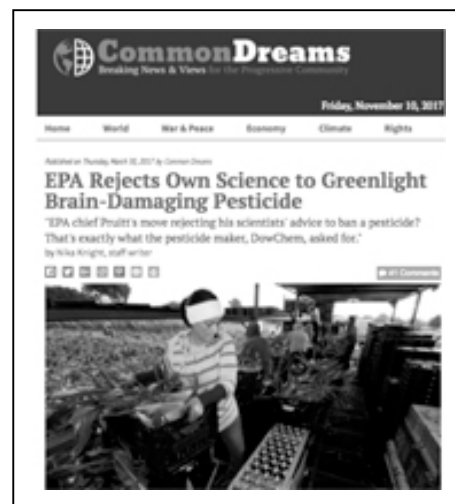 CommonDreams
Breaking News & Views for the Progressive Community
Friday, November 10, 2017
Home World War & Peace Economy Climate Rights
Published on Thursday, March 30, 2017 by Common Dreams
EPA Rejects Own Science to Greenlight
Brain-Damaging Pesticide
"EPA chief Pruitt's move rejecting his scientists' advice to ban a pesticide?
That's exactly what the pesticide maker, DowChem, asked for."
by Nika Knight, staff writer
41 Comments